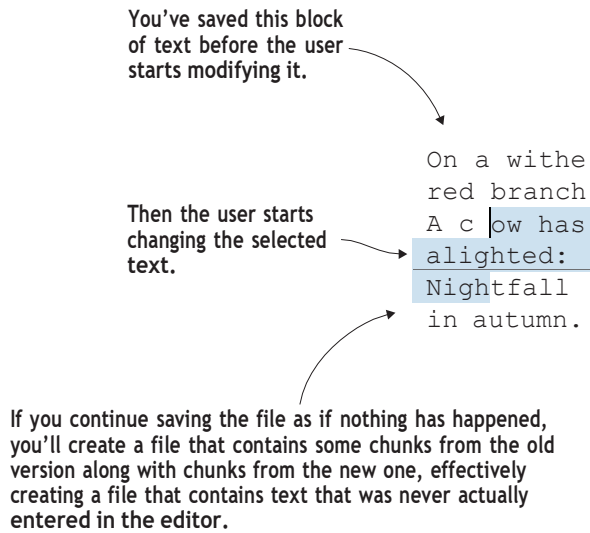 You’ve saved this block
of text before the user
starts modifying it.
On a withe
red branch
A c ow has
alighted:
Nightfall
in autumn.
Then the user starts
changing the selected
text.
If you continue saving the file as if nothing has happened,
you’ll create a file that contains some chunks from the old
version along with chunks from the new one, effectively
creating a file that contains text that was never actually
entered in the editor.